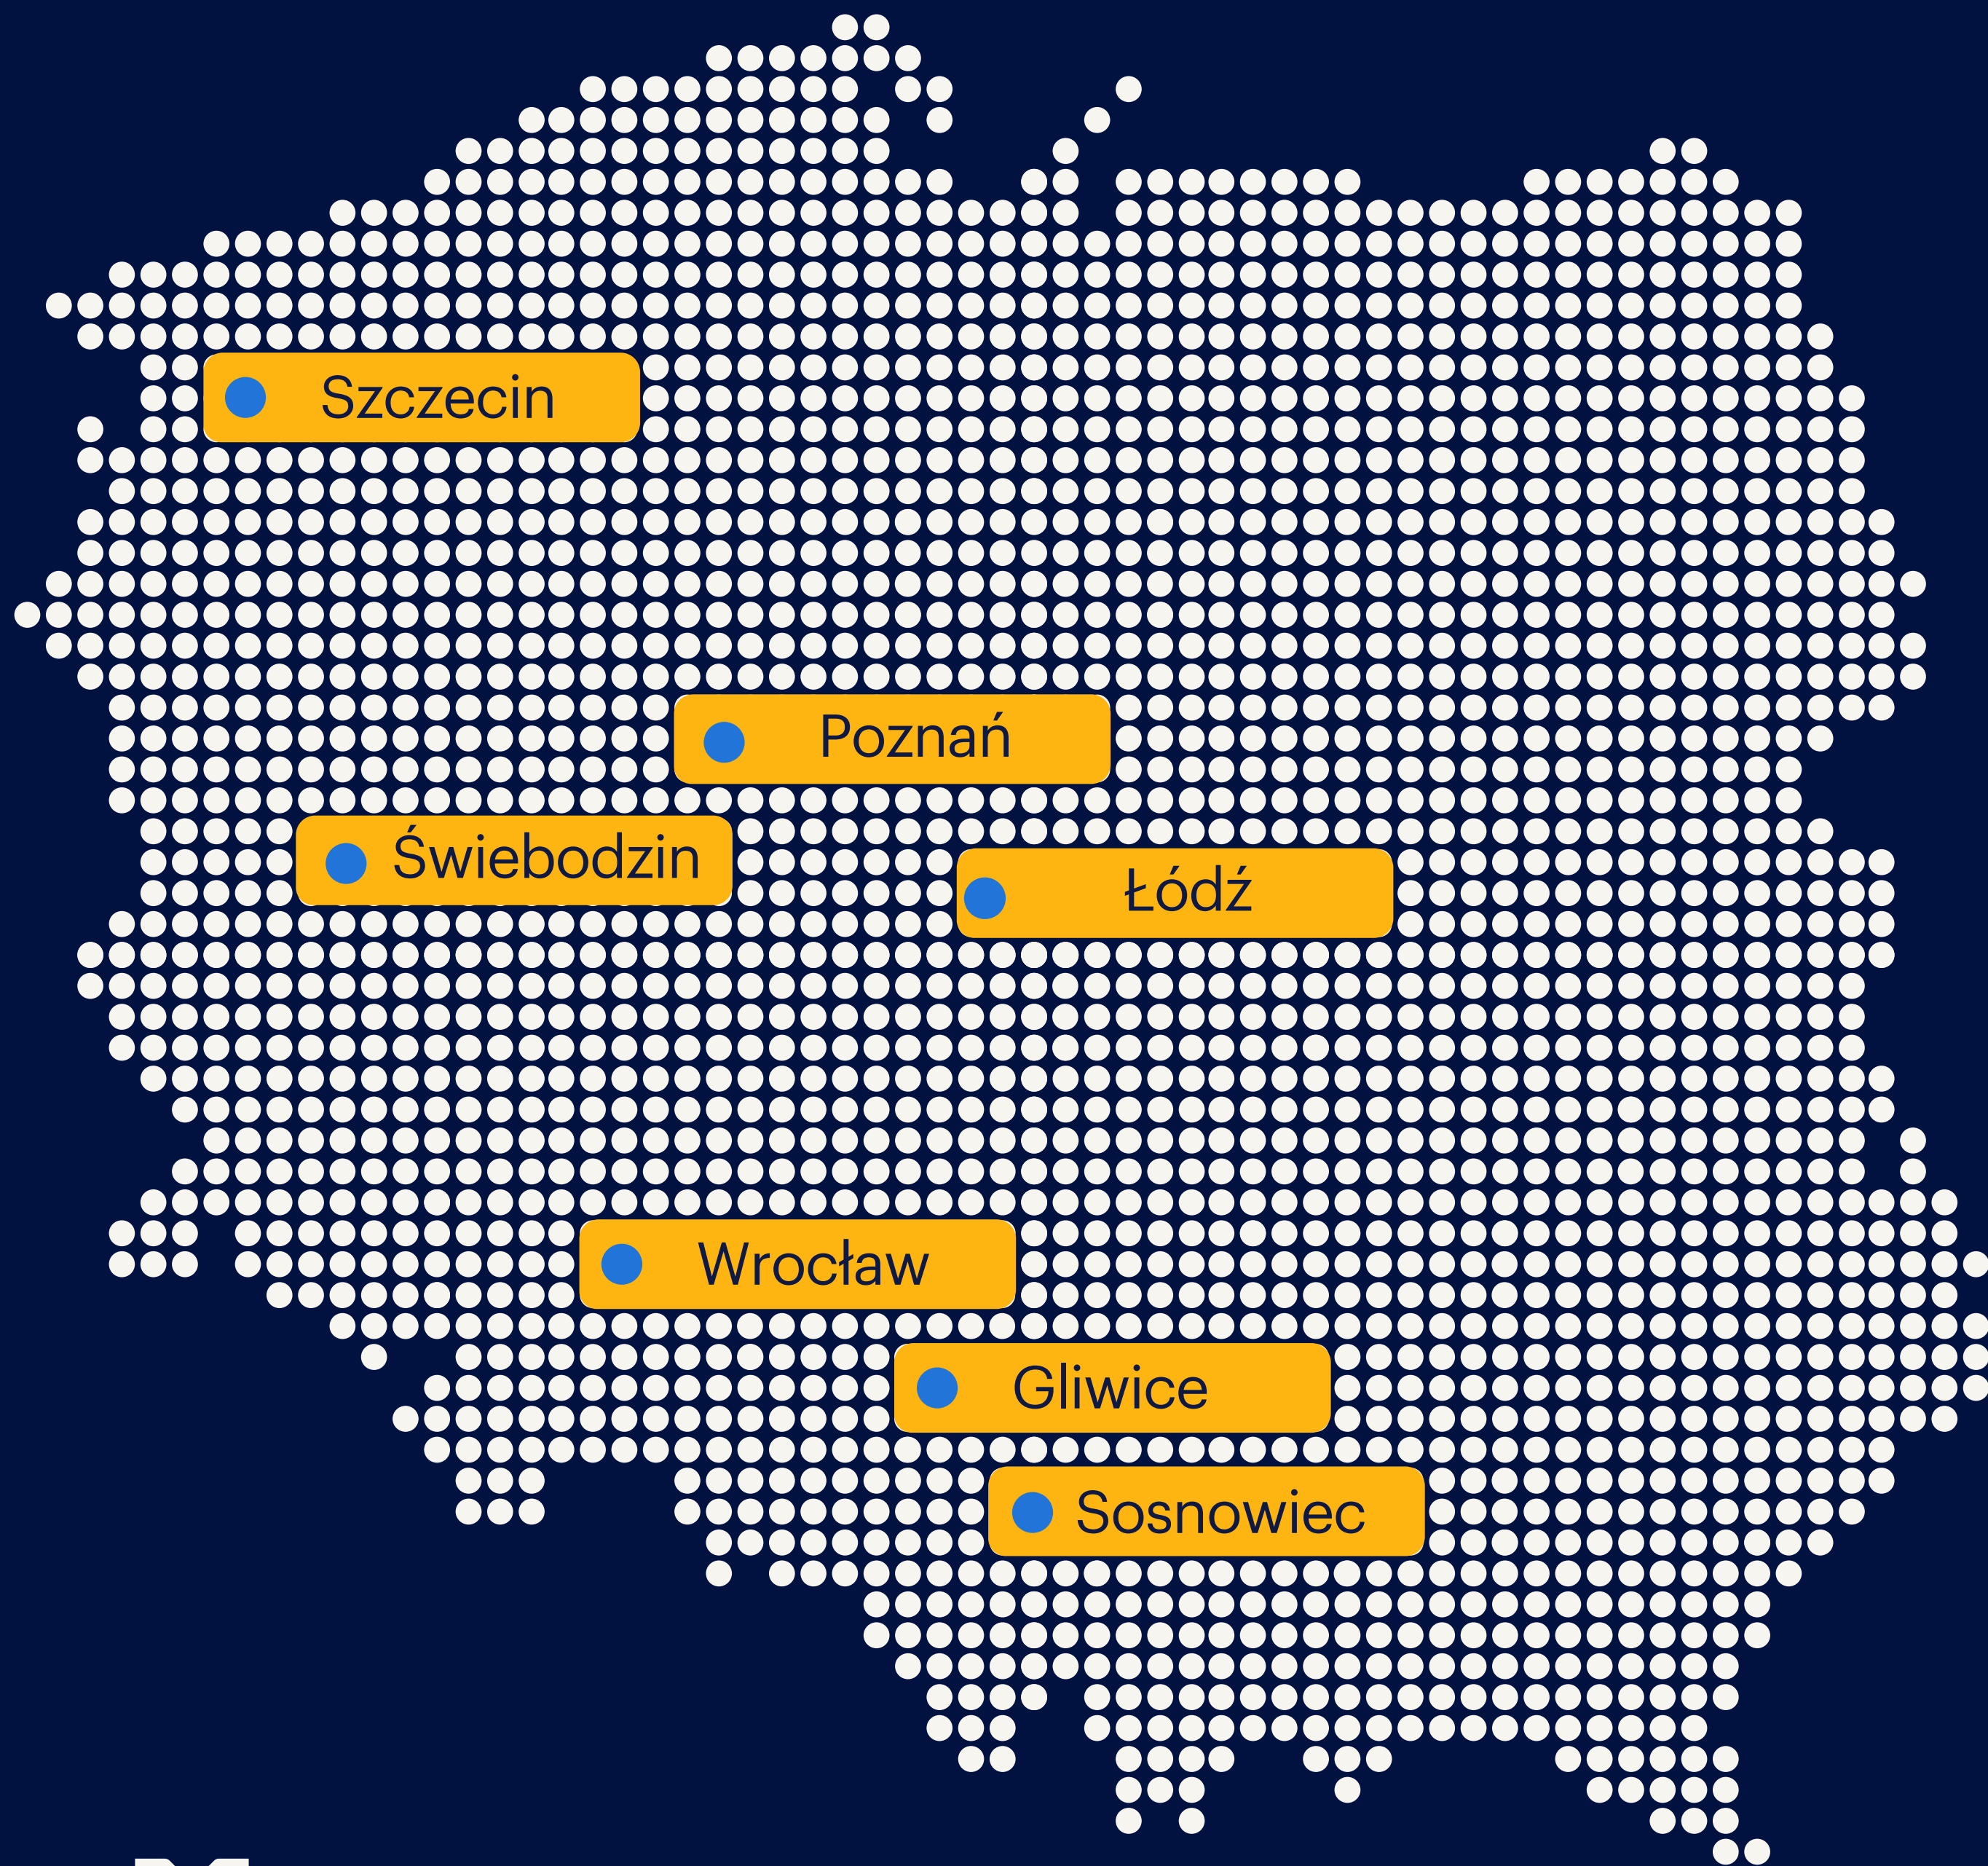 Szczecin
Poznań
Świebodzin
Łódź
Wrocław
Gliwice
Sosnowiec